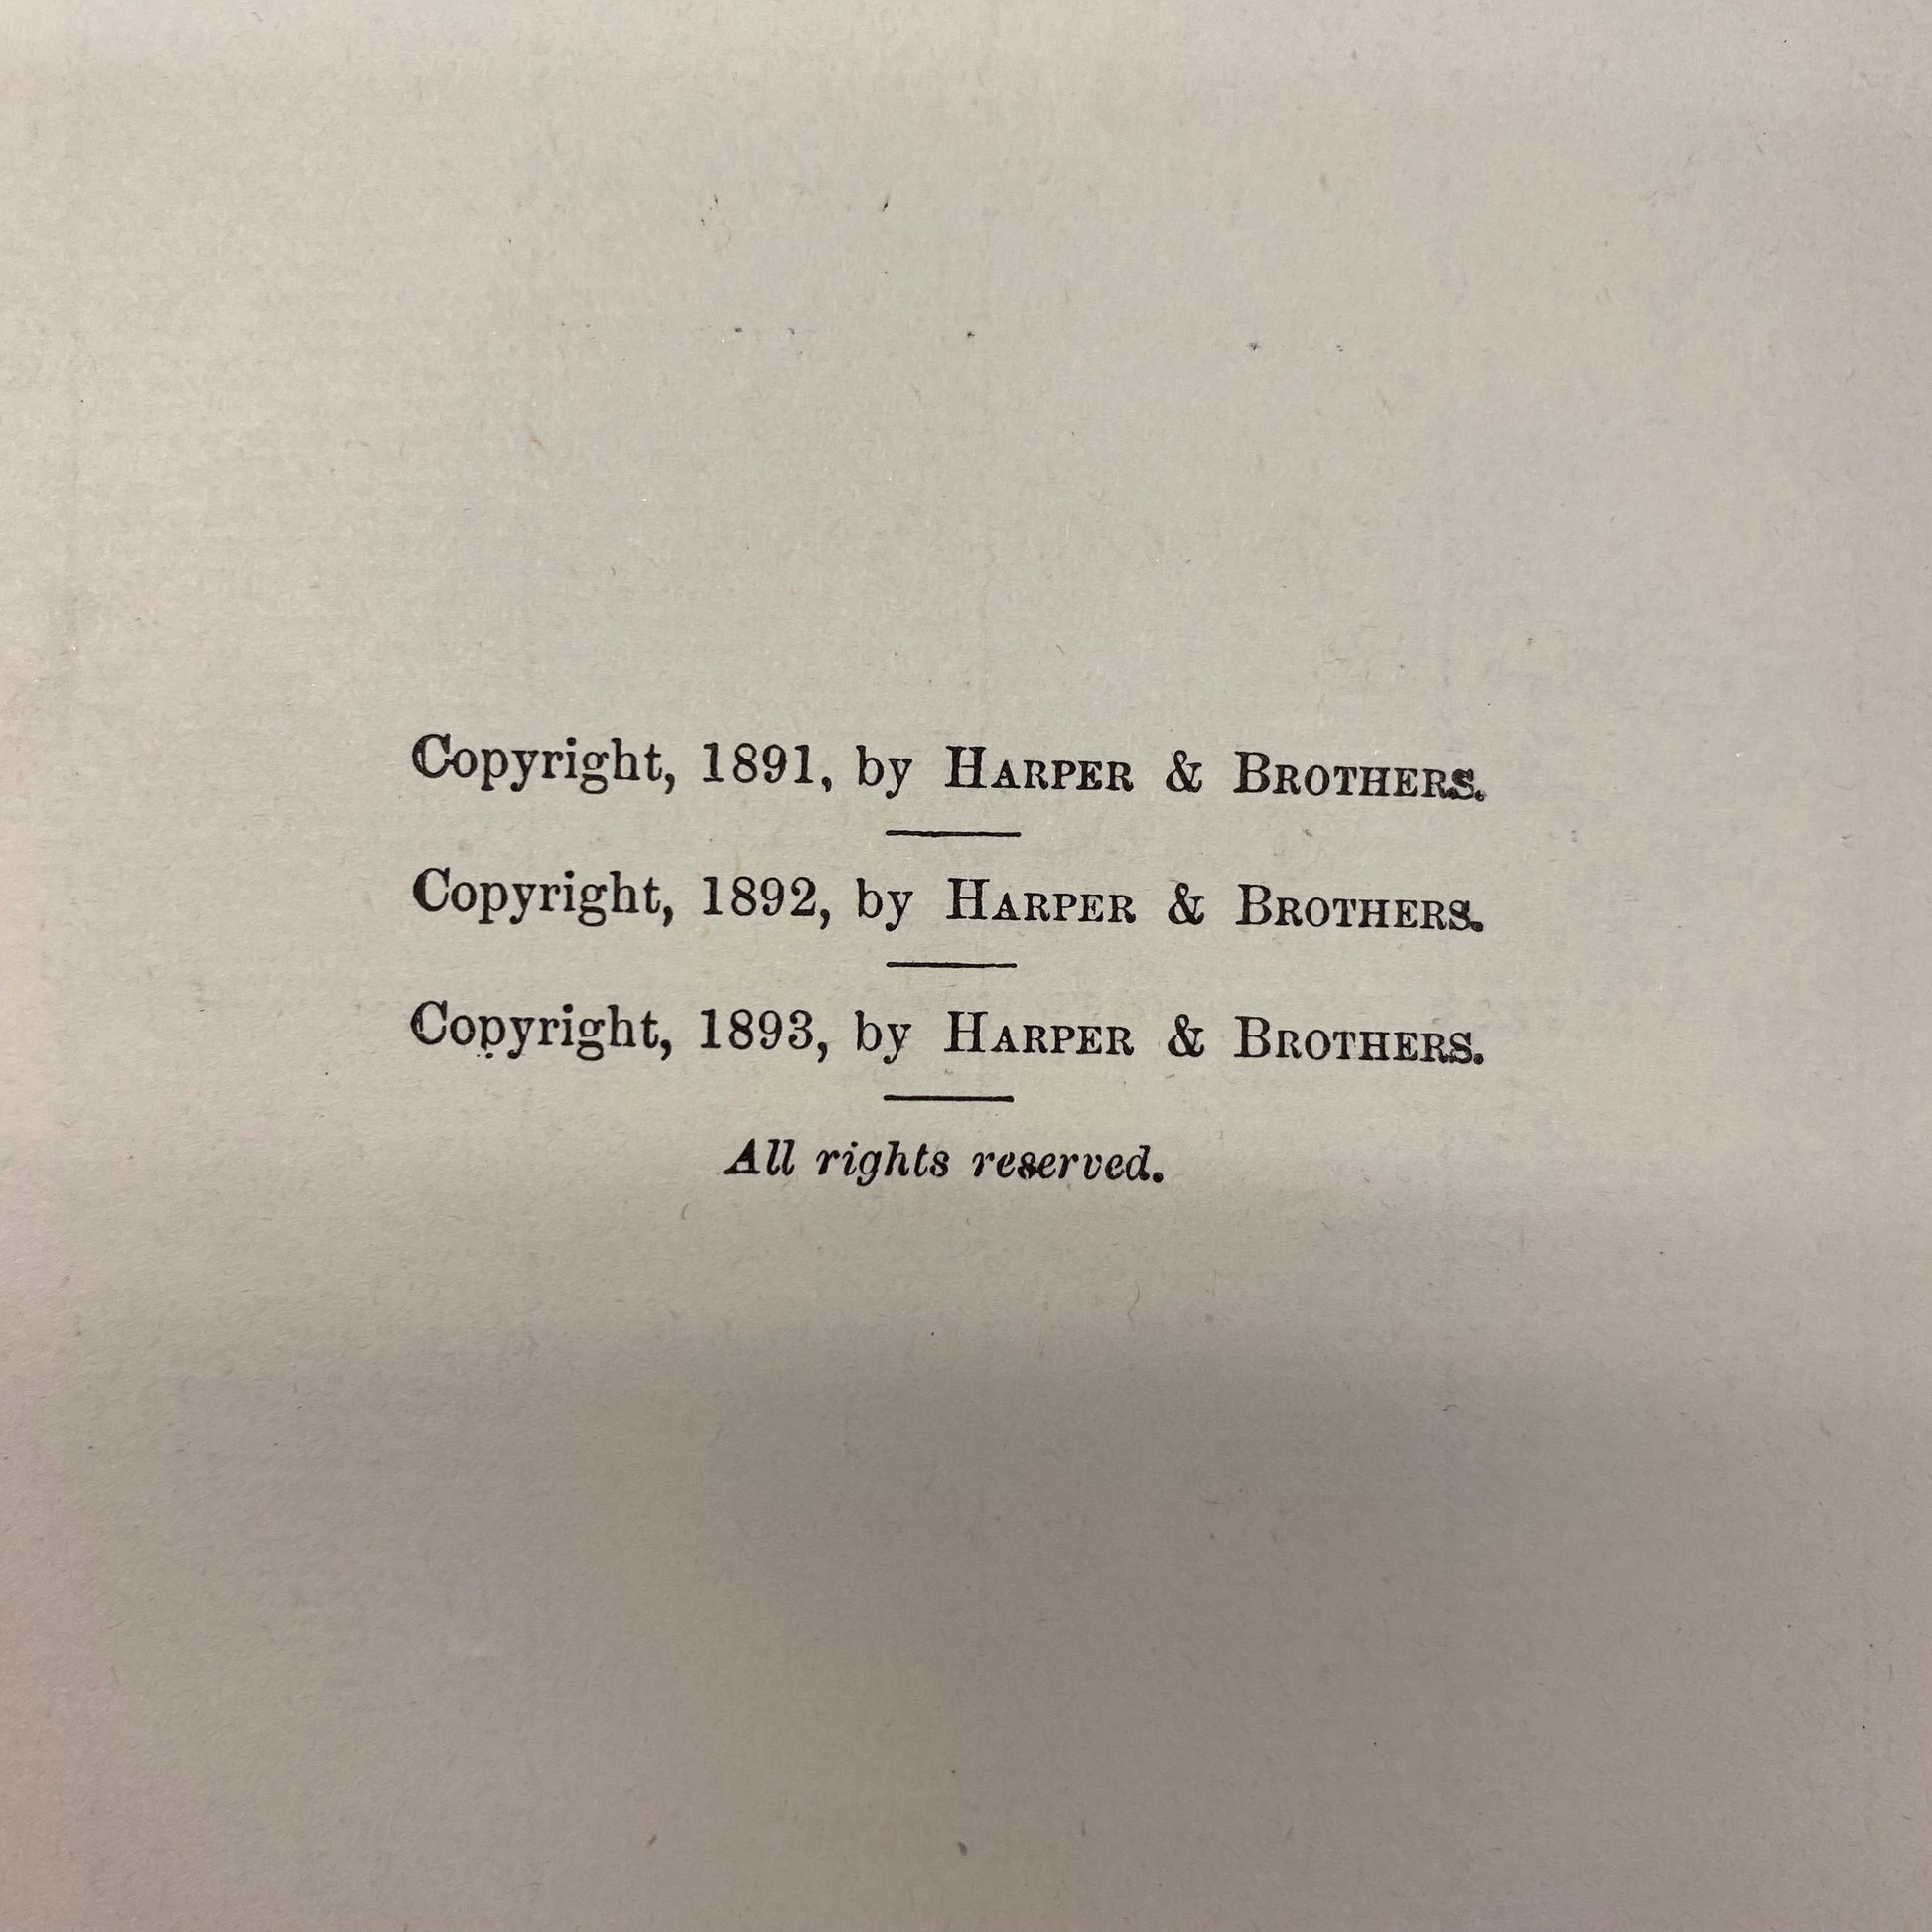 Copyright, 1891, by HARPER & BROTHERS.
Copyright, 1892, by HARPER & BROTHERS.
Copyright, 1893, by HARPER & BROTHERS.
All rights reserved.